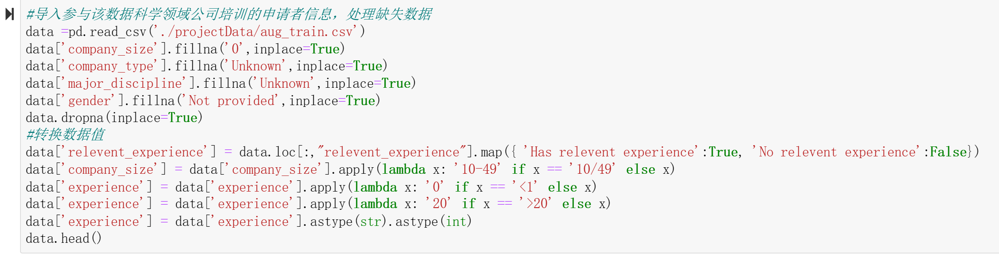 #导入参与该数据科学领域公司培训的申请者信息，处理缺失数据
data =pd.read_csv('./projectData/aug_train.csv')
data['company_size'].fillna('0',inplace=True)
data['company_type'].fillna('Unknown',inplace=True)
data['major_discipline'].fillna('Unknown',inplace=True)
data['gender'].fillna('Not provided',inplace=True)
data.dropna(inplace=True)
#转换数据值
data['relevent_experience'] = data.loc[:,"relevent_experience"].map({ 'Has relevent experience':True, 'No relevent experience':False})
data['company_size'] = data['company_size'].apply(lambda x: '10-49' if x == '10/49' else x)
data['experience'] = data['experience'].apply(lambda x: '0' if x == '<1' else x)
data['experience'] = data['experience'].apply(lambda x: '20' if x == '>20' else x)
data['experience'] = data['experience'].astype(str).astype(int)
data.head()